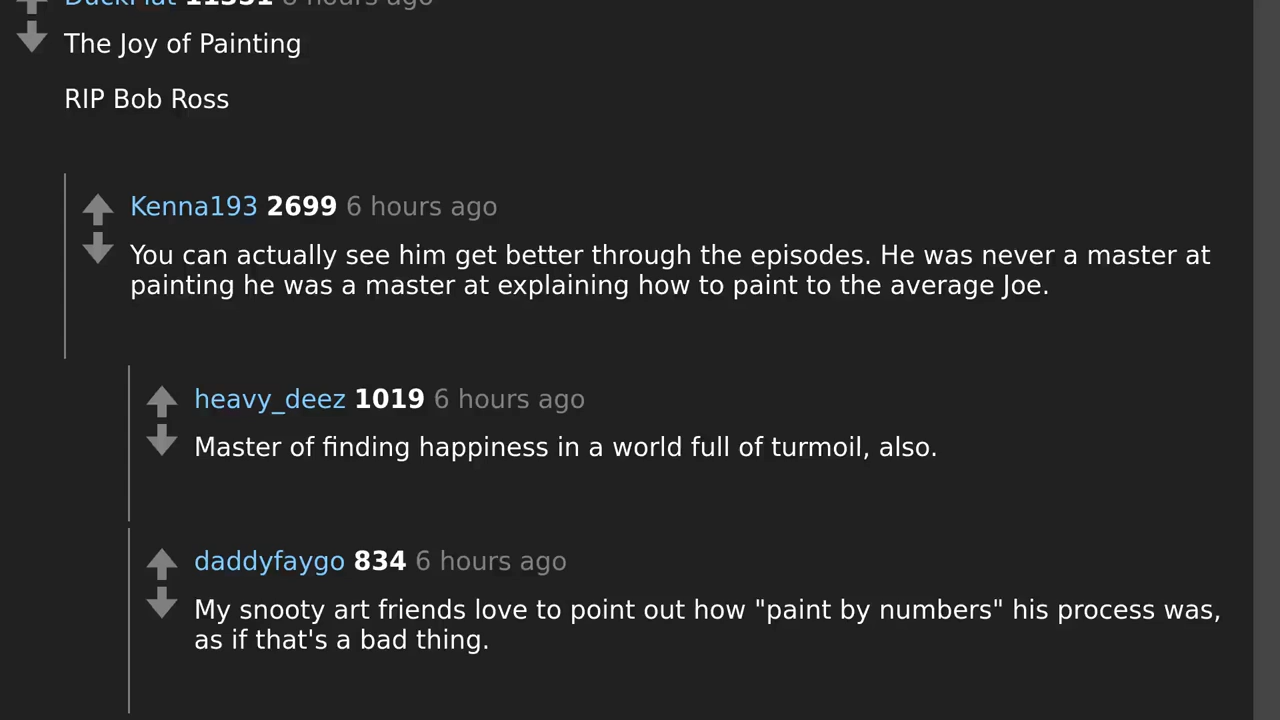 The Joy of Painting
RIP Bob Ross
Kenna193 2699 6 hours ago
You can actually see him get better through the episodes. He was never a master at
painting he was a master at explaining how to paint to the average Joe.
heavy_deez 1019 6 hours ago
Master of finding happiness in a world full of turmoil, also.
daddyfaygo 834 6 hours ago
My snooty art friends love to point out how "paint by numbers" his process was,
as if that's a bad thing.